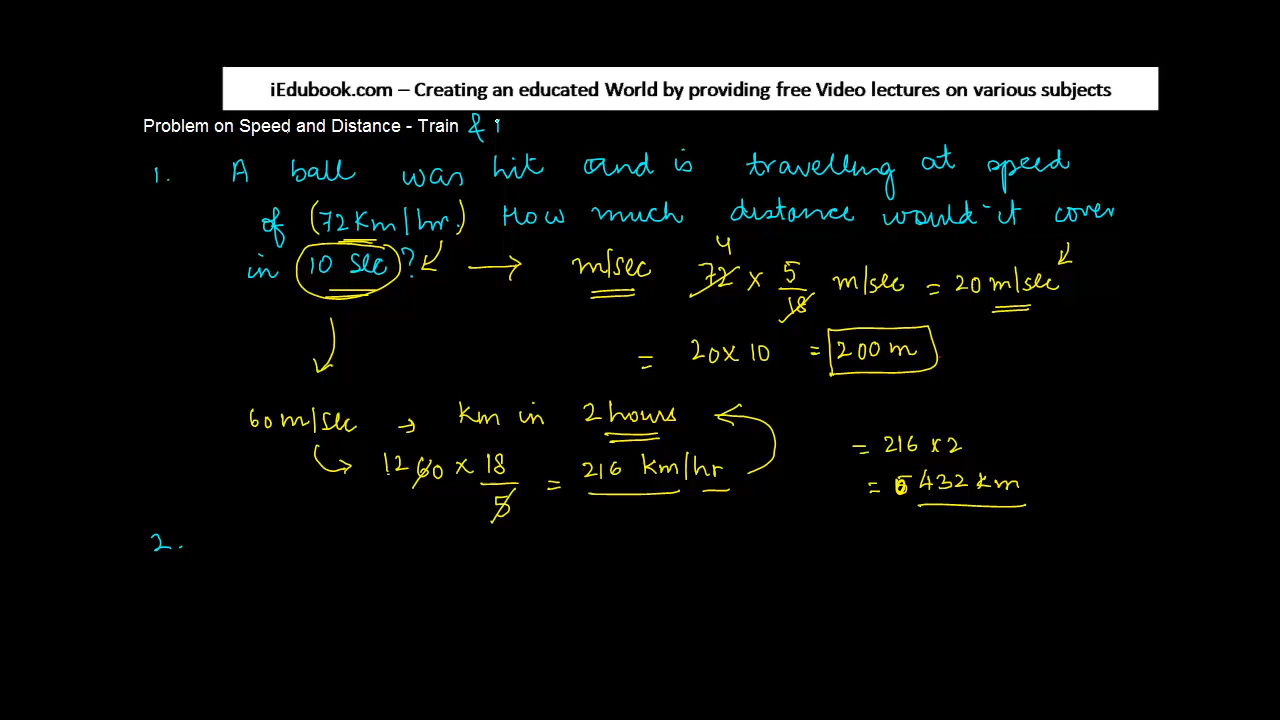 iEdubook.com – Creating an educated World by providing free Video lectures on various subjects
Problem on Speed and Distance - Train &
1. A ball was hit and is travelling at speed
of (72 Km/hr.) How much distance would it cover
in 10 Sec? → m/sec 72 4 × 5/18 m/sec = 20 m/sec
= 20 × 10 = 200 m
60 m/sec → Km in 2 hours
12 60 × 18/5 = 216 km/hr
= 216 × 2
= 432 km
2.